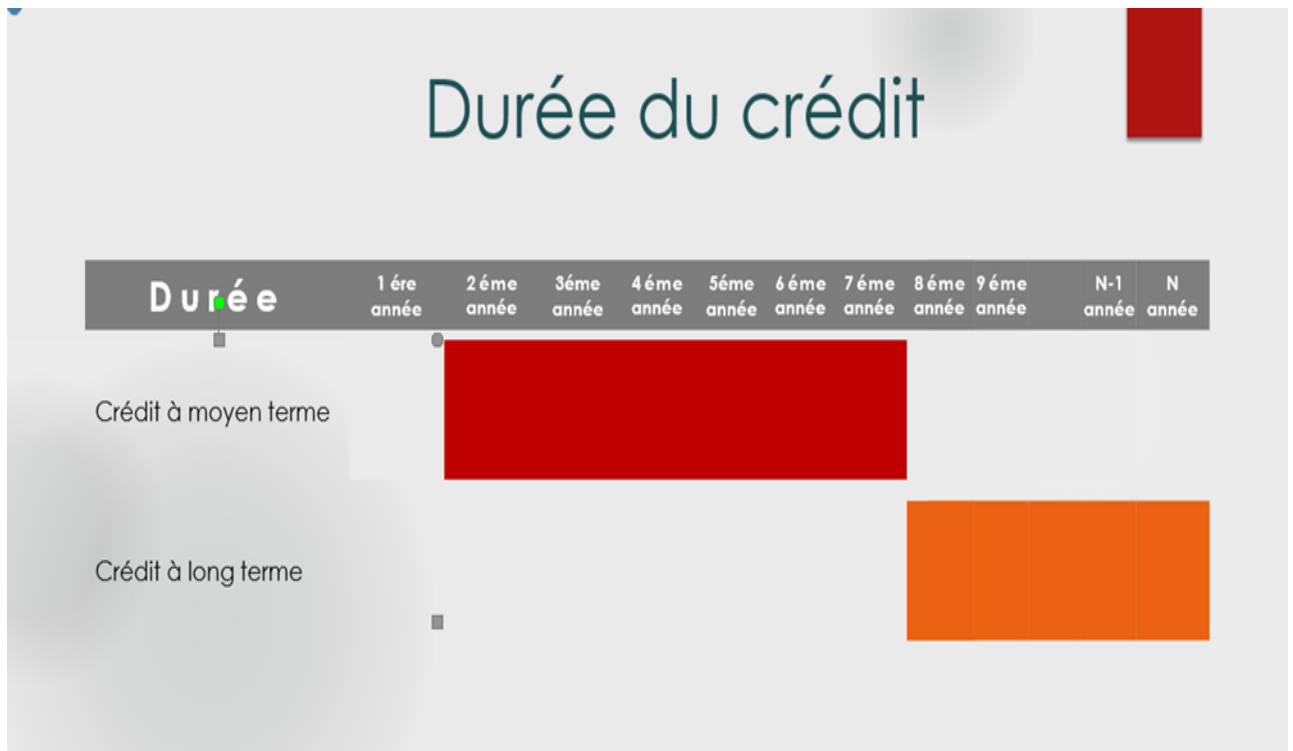 Durée du crédit
Durée
1 ére année
2 éme année
3éme année
4 éme année
5éme année
6 éme année
7 éme année
8 éme année
9 éme année
N-1 année
N année
Crédit à moyen terme
Crédit à long terme